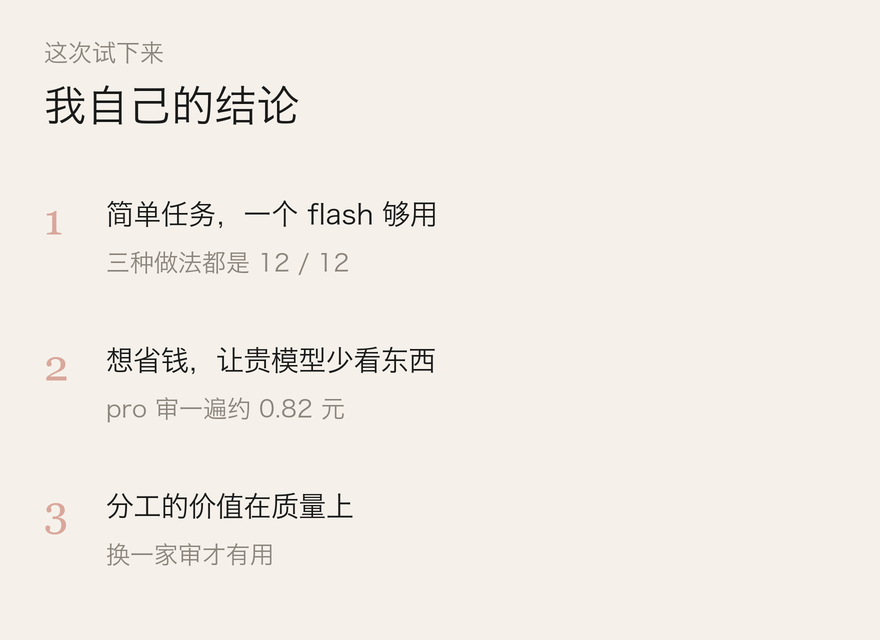 这次试下来
我自己的结论
1 简单任务，一个 flash 够用
三种做法都是 12 / 12
2 想省钱，让贵模型少看东西
pro 审一遍约 0.82 元
3 分工的价值在质量上
换一家审才有用